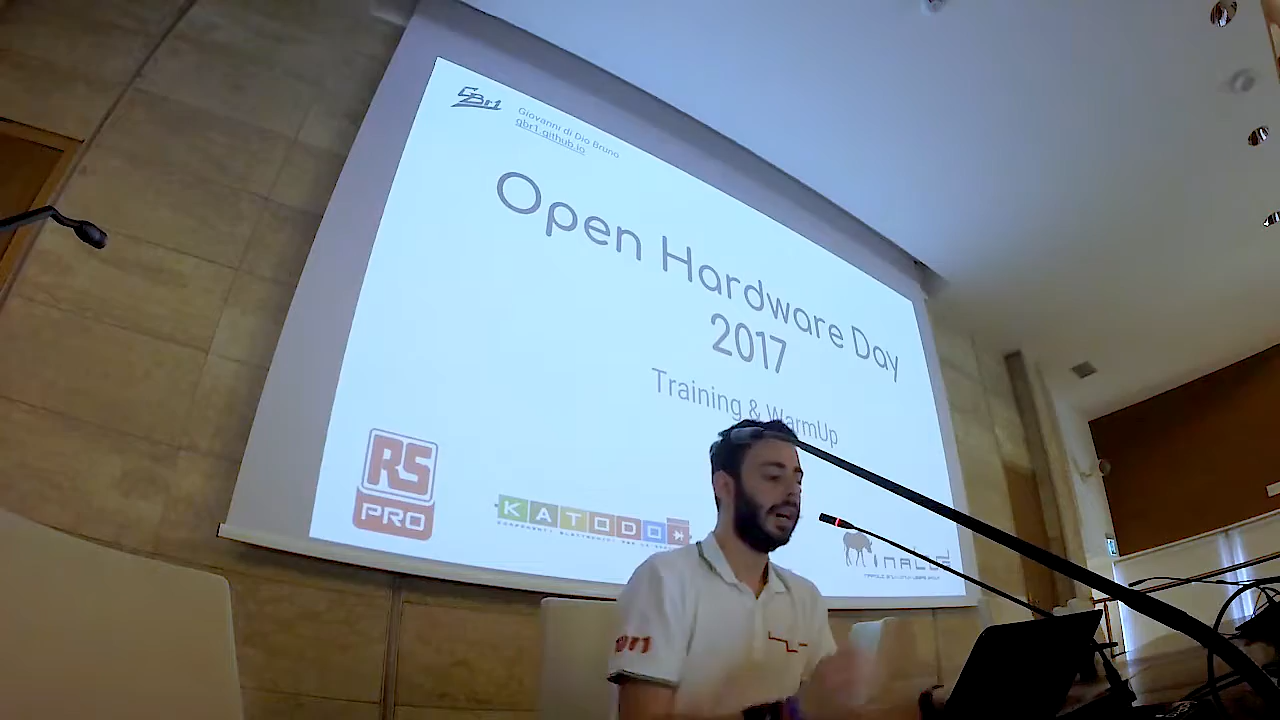 GBr1
Giovanni di Dio Bruno
gbr1.github.io
Open Hardware Day
2017
Training & WarmUp
RS
PRO
KATODO